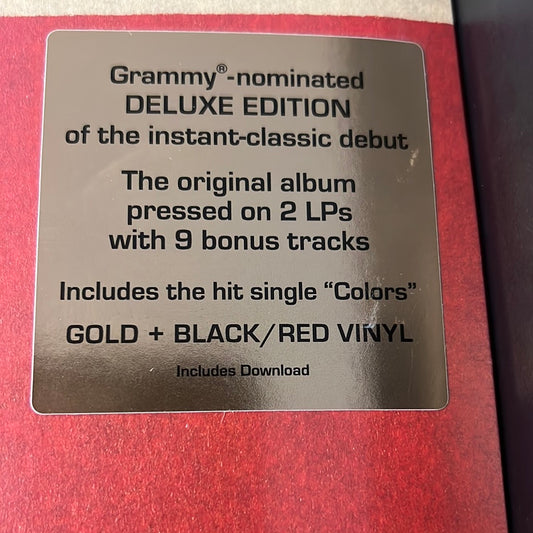 Grammy®-nominated
DELUXE EDITION
of the instant-classic debut
The original album
pressed on 2 LPs
with 9 bonus tracks
Includes the hit single “Colors”
GOLD + BLACK/RED VINYL
Includes Download